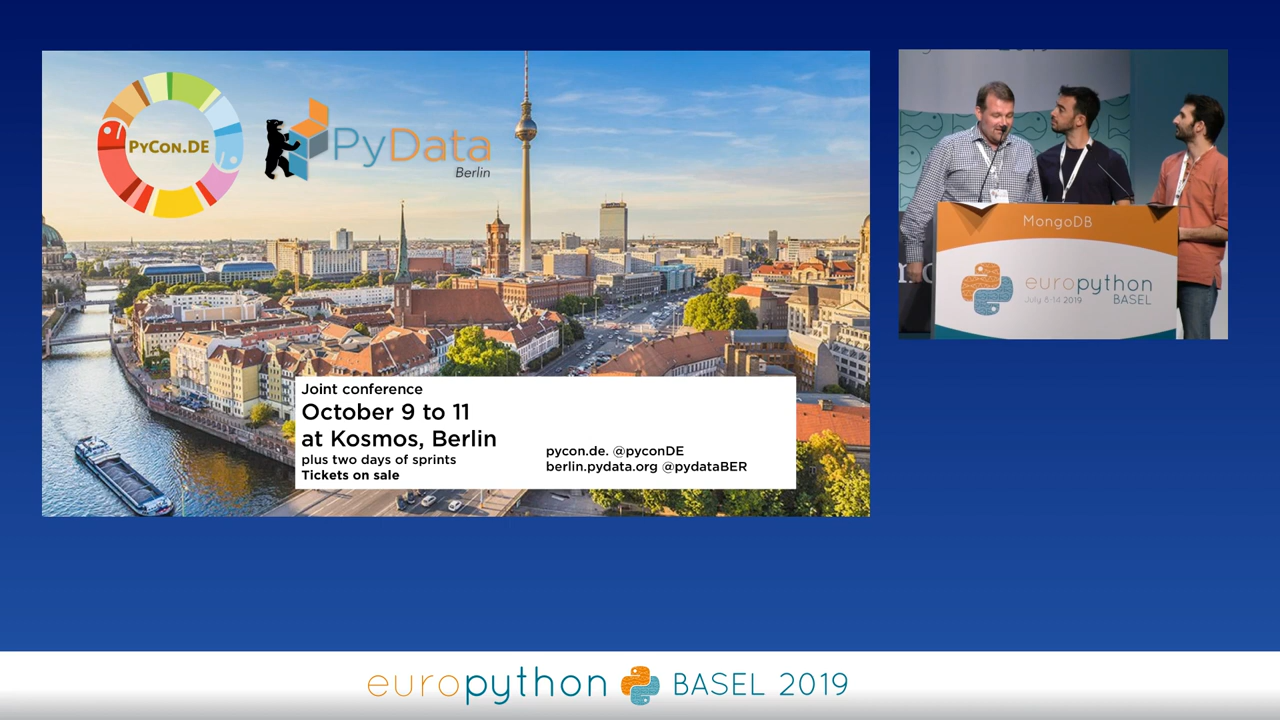 PYCON.DE
PyData
Berlin
Joint conference
October 9 to 11
at Kosmos, Berlin
plus two days of sprints
Tickets on sale
pycon.de. @pyconDE
berlin.pydata.org @pydataBER
MongoDB
europython
July 8-14 2019
BASEL
europython BASEL 2019